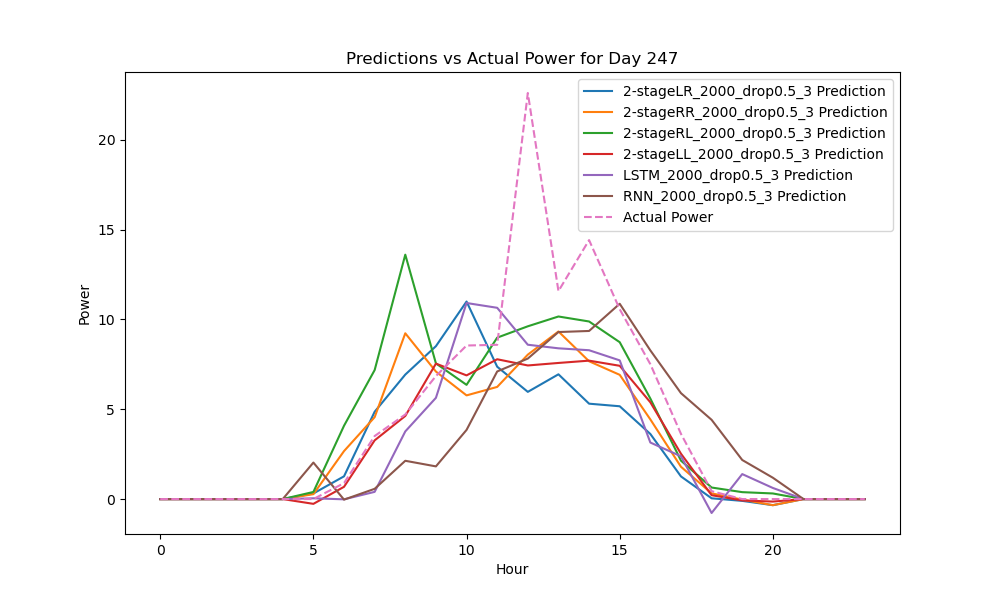 Predictions vs Actual Power for Day 247
2-stageLR_2000_drop0.5_3 Prediction
2-stageRR_2000_drop0.5_3 Prediction
2-stageRL_2000_drop0.5_3 Prediction
2-stageLL_2000_drop0.5_3 Prediction
LSTM_2000_drop0.5_3 Prediction
RNN_2000_drop0.5_3 Prediction
Actual Power
Power
20
15
10
5
0
0 5 10 15 20
Hour